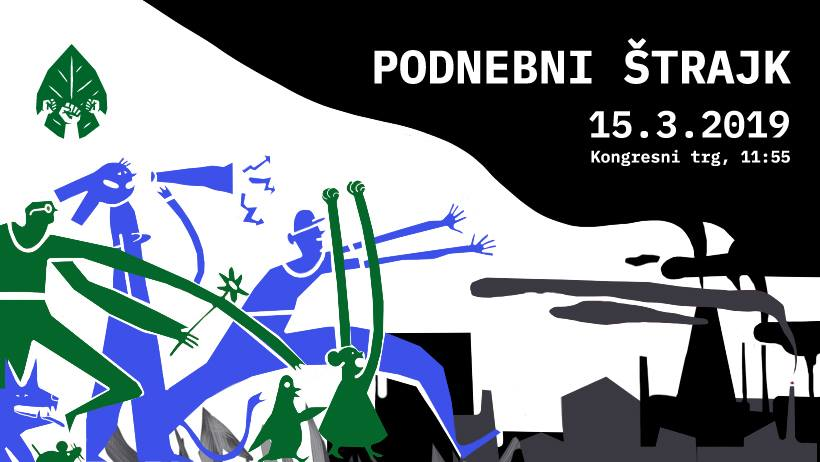 PODNEBNI ŠTRAJK
15.3.2019
Kongresni trg, 11:55